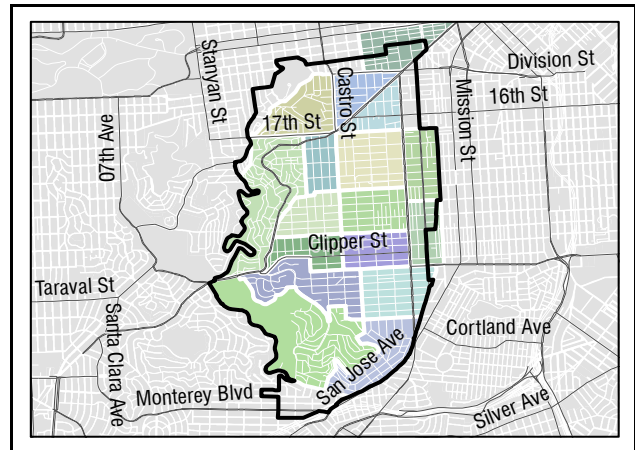 Stanyan St
Division St
Castro St
Mission St
16th St
07th Ave
17th St
Clipper St
Taraval St
Santa Clara Ave
Cortland Ave
San Jose Ave
Monterey Blvd
Silver Ave